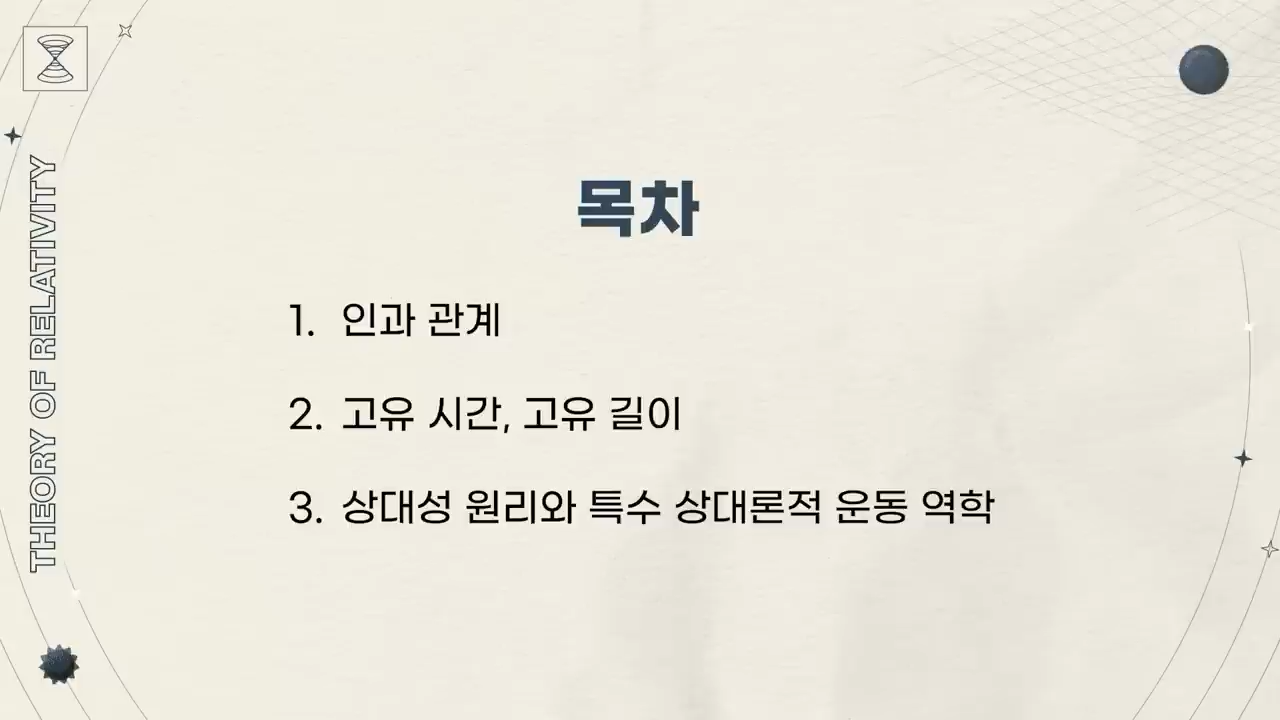 THEORY OF RELATIVITY
목차
1. 인과 관계
2. 고유 시간, 고유 길이
3. 상대성 원리와 특수 상대론적 운동 역학